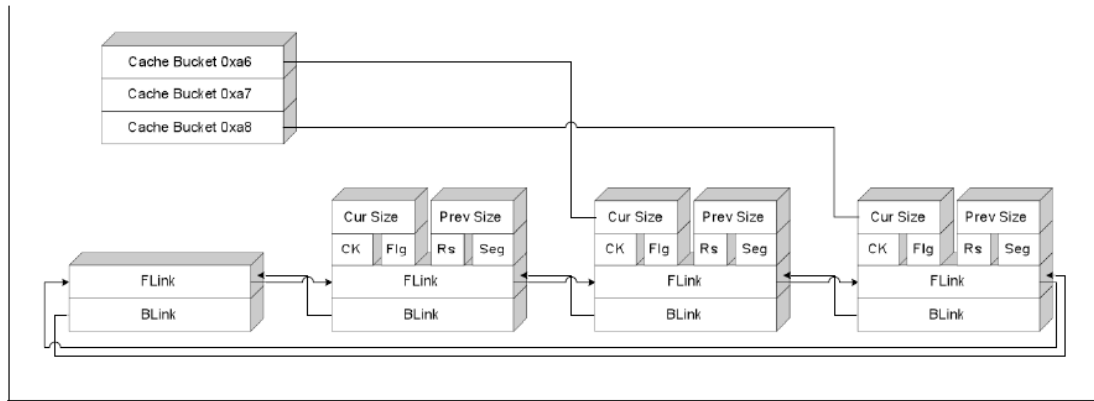 Cache Bucket 0xa6
Cache Bucket 0xa7
Cache Bucket 0xa8
Cur Size Prev Size Cur Size Prev Size Cur Size Prev Size
CK Flg Rs Seg CK Flg Rs Seg CK Flg Rs Seg
FLink FLink FLink FLink
BLink BLink BLink BLink